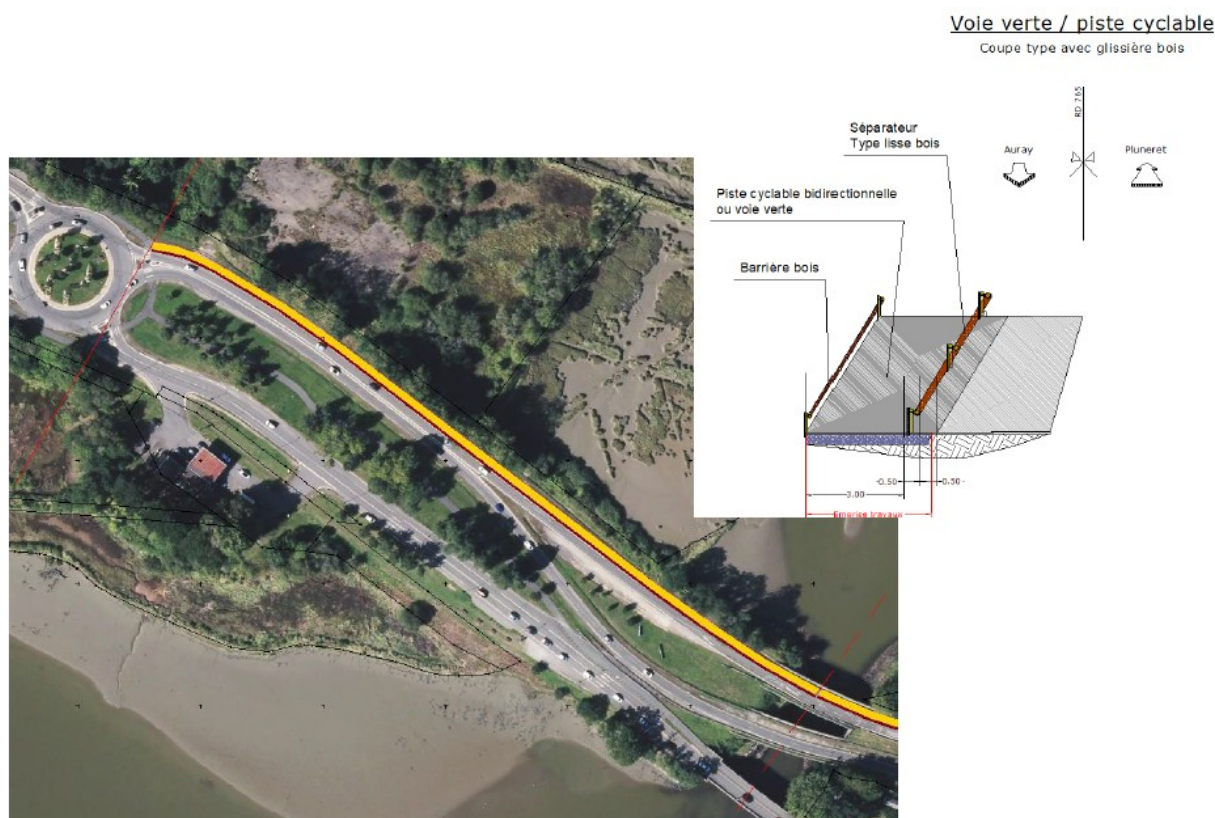 Voie verte / piste cyclable
Coupe type avec glissière bois
RD 765
Séparateur
Type lisse bois
Auray
Pluneret
Piste cyclable bidirectionnelle
ou voie verte
Barrière bois
0.50
0.50
3.00
Emprise travaux